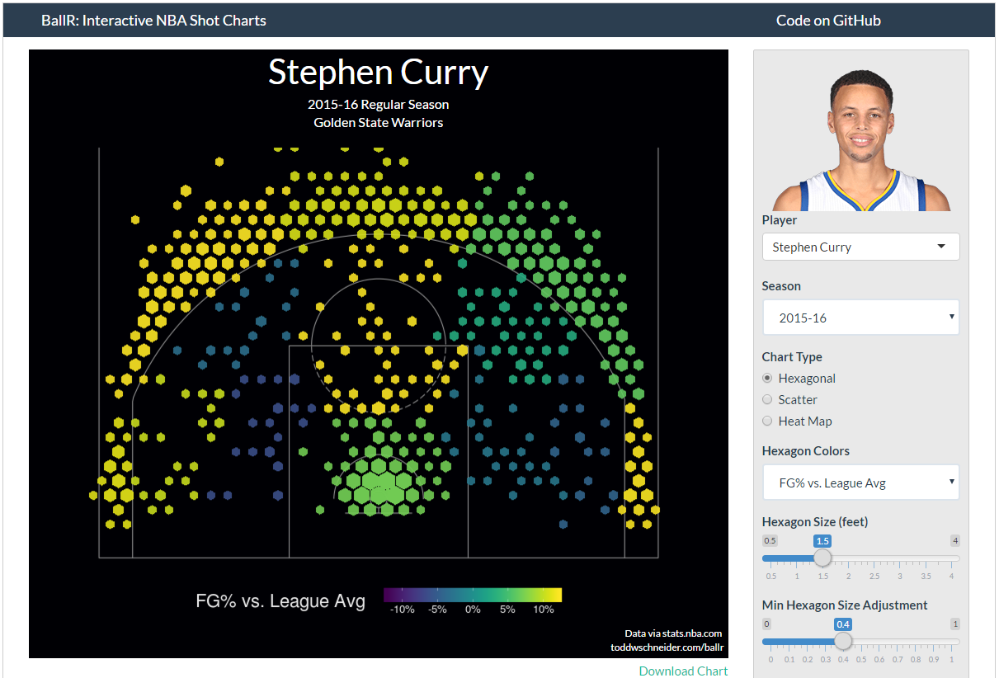 BallR: Interactive NBA Shot Charts
Code on GitHub
Stephen Curry
2015-16 Regular Season
Golden State Warriors
FG% vs. League Avg
-10% -5% 0% 5% 10%
Data via stats.nba.com
toddwschneider.com/ballr
Download Chart
Player
Stephen Curry
Season
2015-16
Chart Type
Hexagonal
Scatter
Heat Map
Hexagon Colors
FG% vs. League Avg
Hexagon Size (feet)
0.5 1.5 4
0.5 1 1.5 2 2.5 3 3.5 4
Min Hexagon Size Adjustment
0 0.4 1
0 0.1 0.2 0.3 0.4 0.5 0.6 0.7 0.8 0.9 1